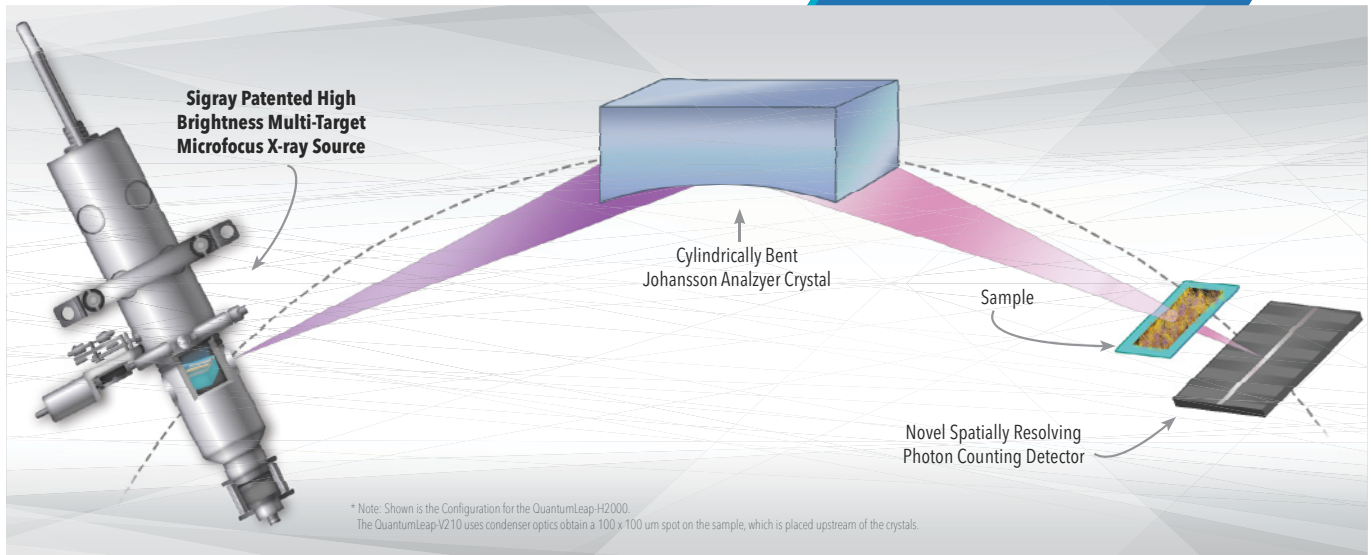 Sigray Patented High
Brightness Multi-Target
Microfocus X-ray Source
Cylindrically Bent
Johansson Analzyer Crystal
Sample
Novel Spatially Resolving
Photon Counting Detector
* Note: Shown is the Configuration for the QuantumLeap-H2000.
The QuantumLeap-V210 uses condenser optics obtain a 100 x 100 um spot on the sample, which is placed upstream of the crystals.